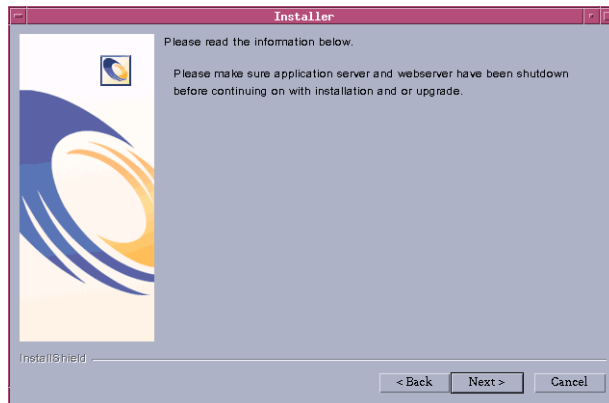 Installer
Please read the information below.
Please make sure application server and webserver have been shutdown
before continuing on with installation and or upgrade.
InstallShield
< Back Next > Cancel